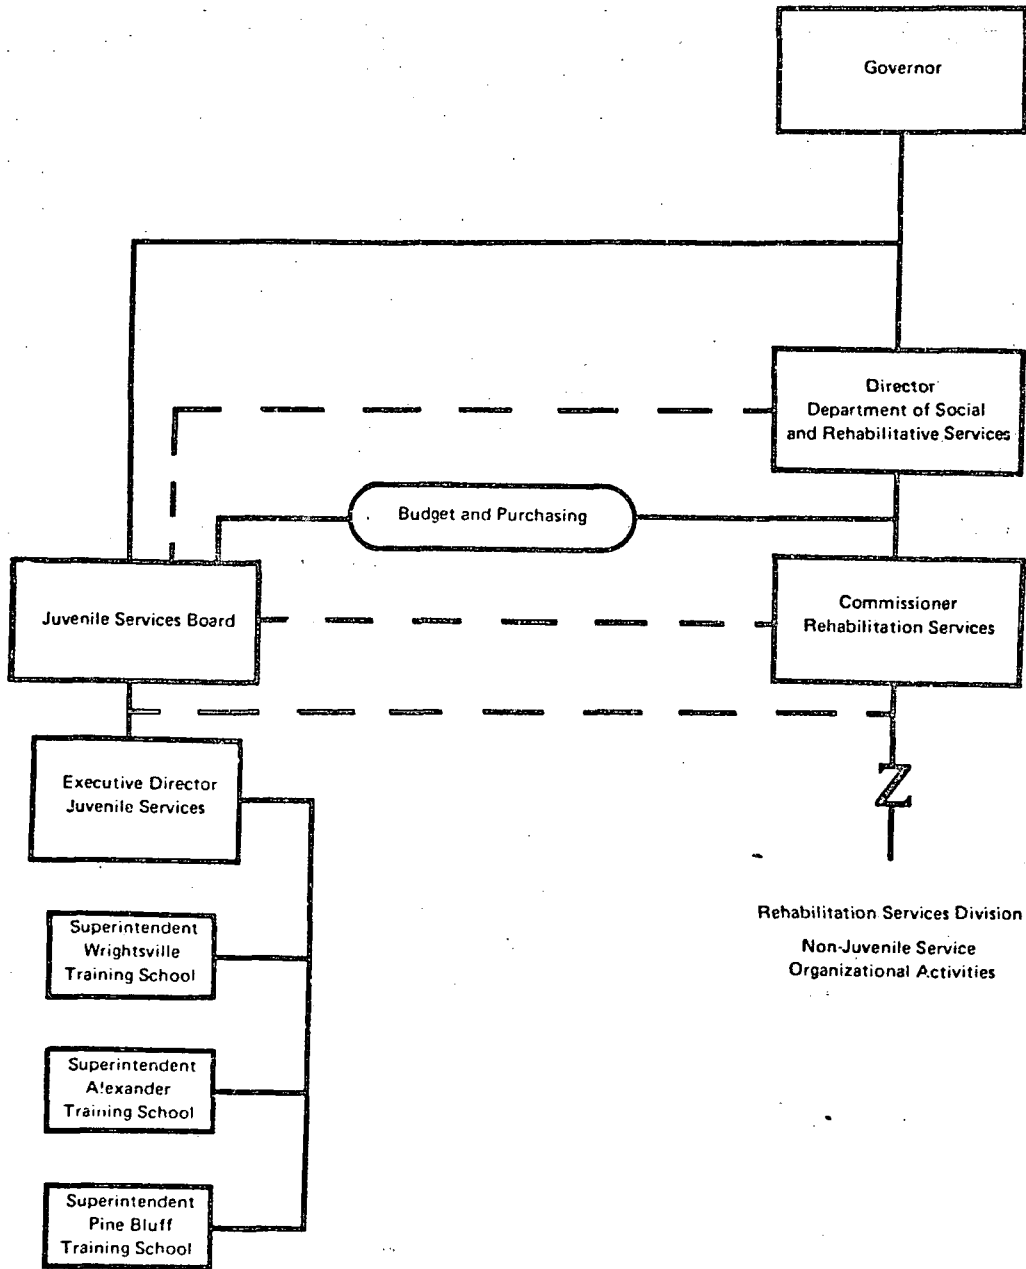 Governor
Director
Department of Social
and Rehabilitative Services
Budget and Purchasing
Juvenile Services Board
Commissioner
Rehabilitation Services
Executive Director
Juvenile Services
Superintendent
Wrightsville
Training School
Superintendent
Alexander
Training School
Superintendent
Pine Bluff
Training School
Z
Rehabilitation Services Division
Non-Juvenile Service
Organizational Activities